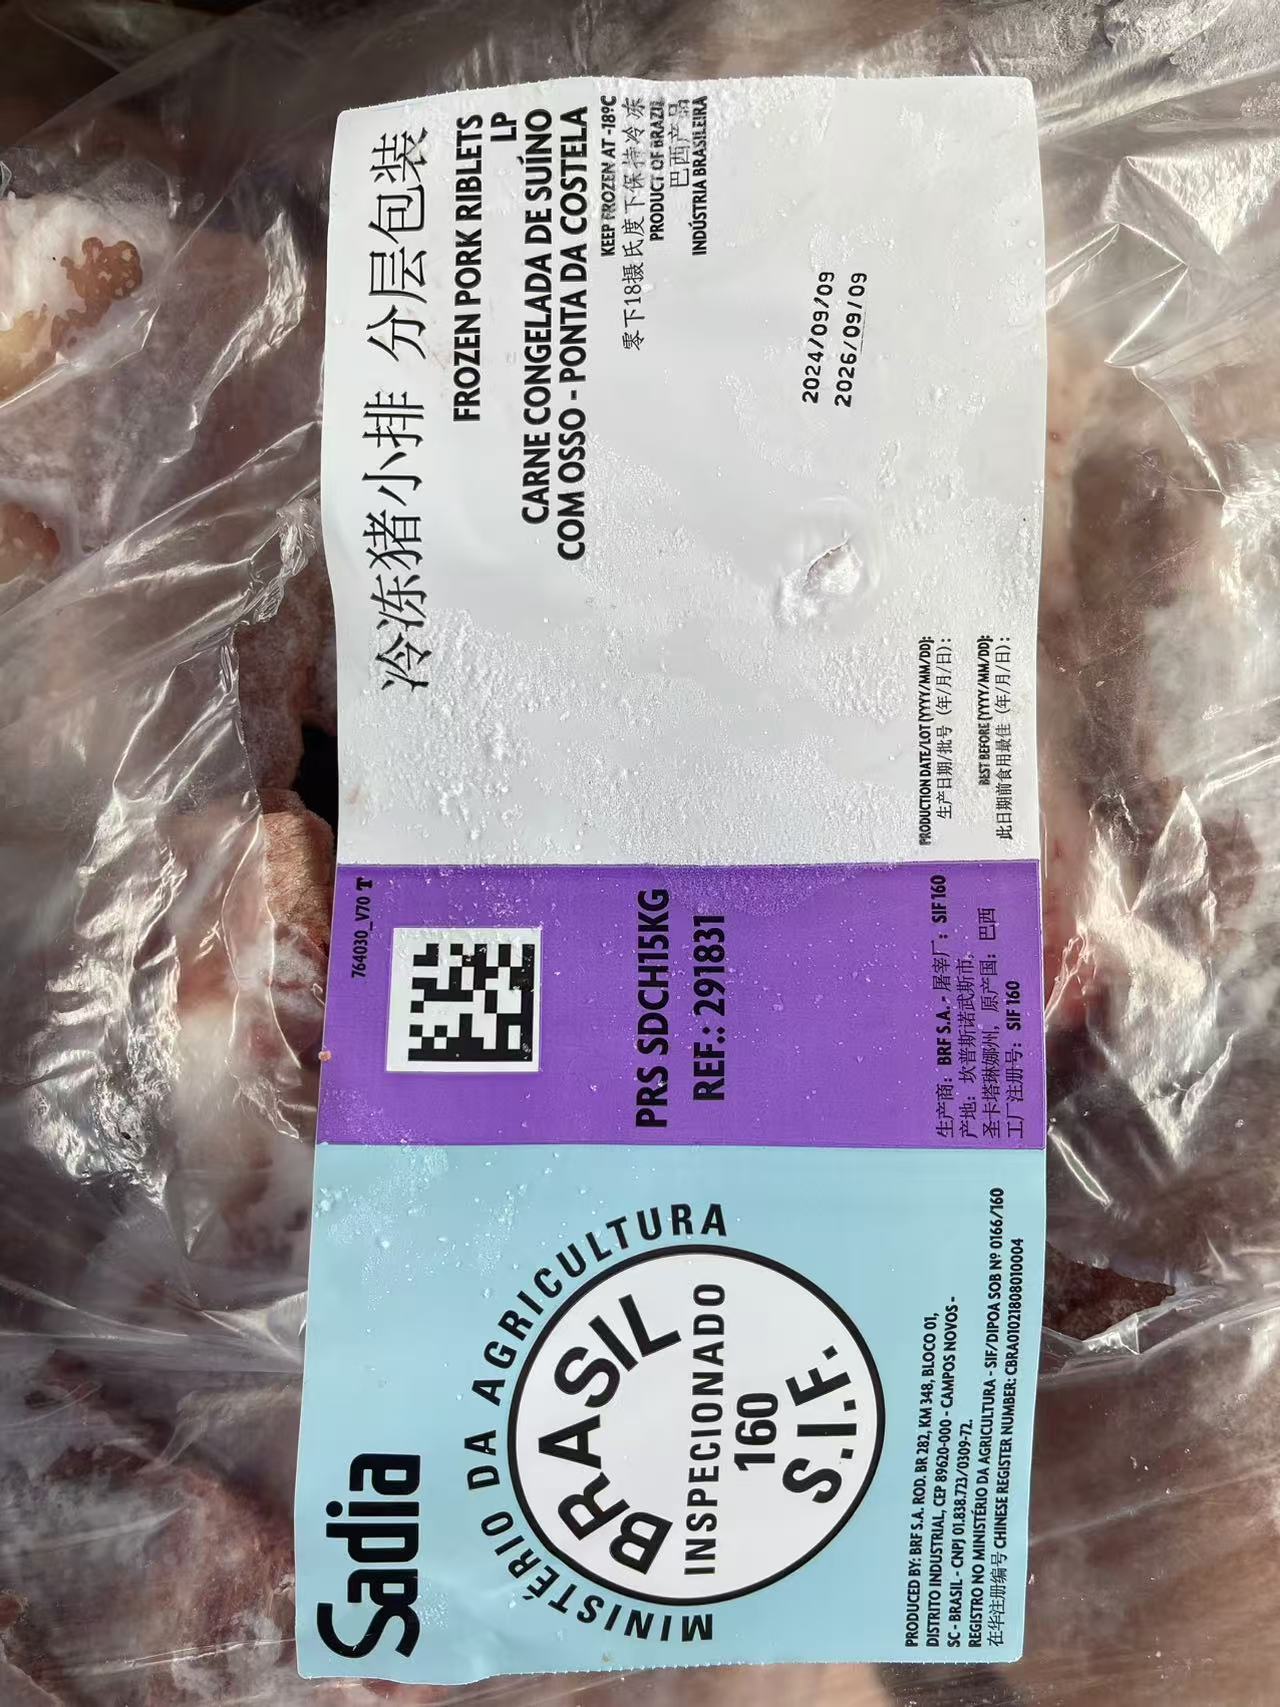 Sadia
MINISTÉRIO DA AGRICULTURA
BRASIL
INSPECIONADO
160
S.I.F.
PRODUCED BY: BRF S.A. ROD. BR 282, KM 348, BLOCO 01,
DISTRITO INDUSTRIAL, CEP 89620-000 - CAMPOS NOVOS -
SC - BRASIL - CNPJ 01.838.723/0309-72.
REGISTRO NO MINISTÉRIO DA AGRICULTURA - SIF/DIPOA SOB Nº 0166/160
在华注册编号 CHINESE REGISTER NUMBER: CBRA01021808010004
764030_V70 T
PRS SDCH15KG
REF.: 291831
生产商： BRF S.A. - 屠宰厂： SIF 160
产地： 坎普斯诺武斯市,
圣卡塔琳娜州, 原产国： 巴西
工厂注册号： SIF 160
冷冻猪小排 分层包装
FROZEN PORK RIBLETS
LP
CARNE CONGELADA DE SUÍNO
COM OSSO - PONTA DA COSTELA
KEEP FROZEN AT -18ºC
零下18摄氏度下保持冷冻
PRODUCT OF BRAZIL
巴西产品
INDÚSTRIA BRASILEIRA
2024/09/09
2026/09/09
PRODUCTION DATE/LOT (YYYY/MM/DD):
生产日期/批号（年/月/日）:
BEST BEFORE (YYYY/MM/DD):
此日期前食用最佳（年/月/日）: